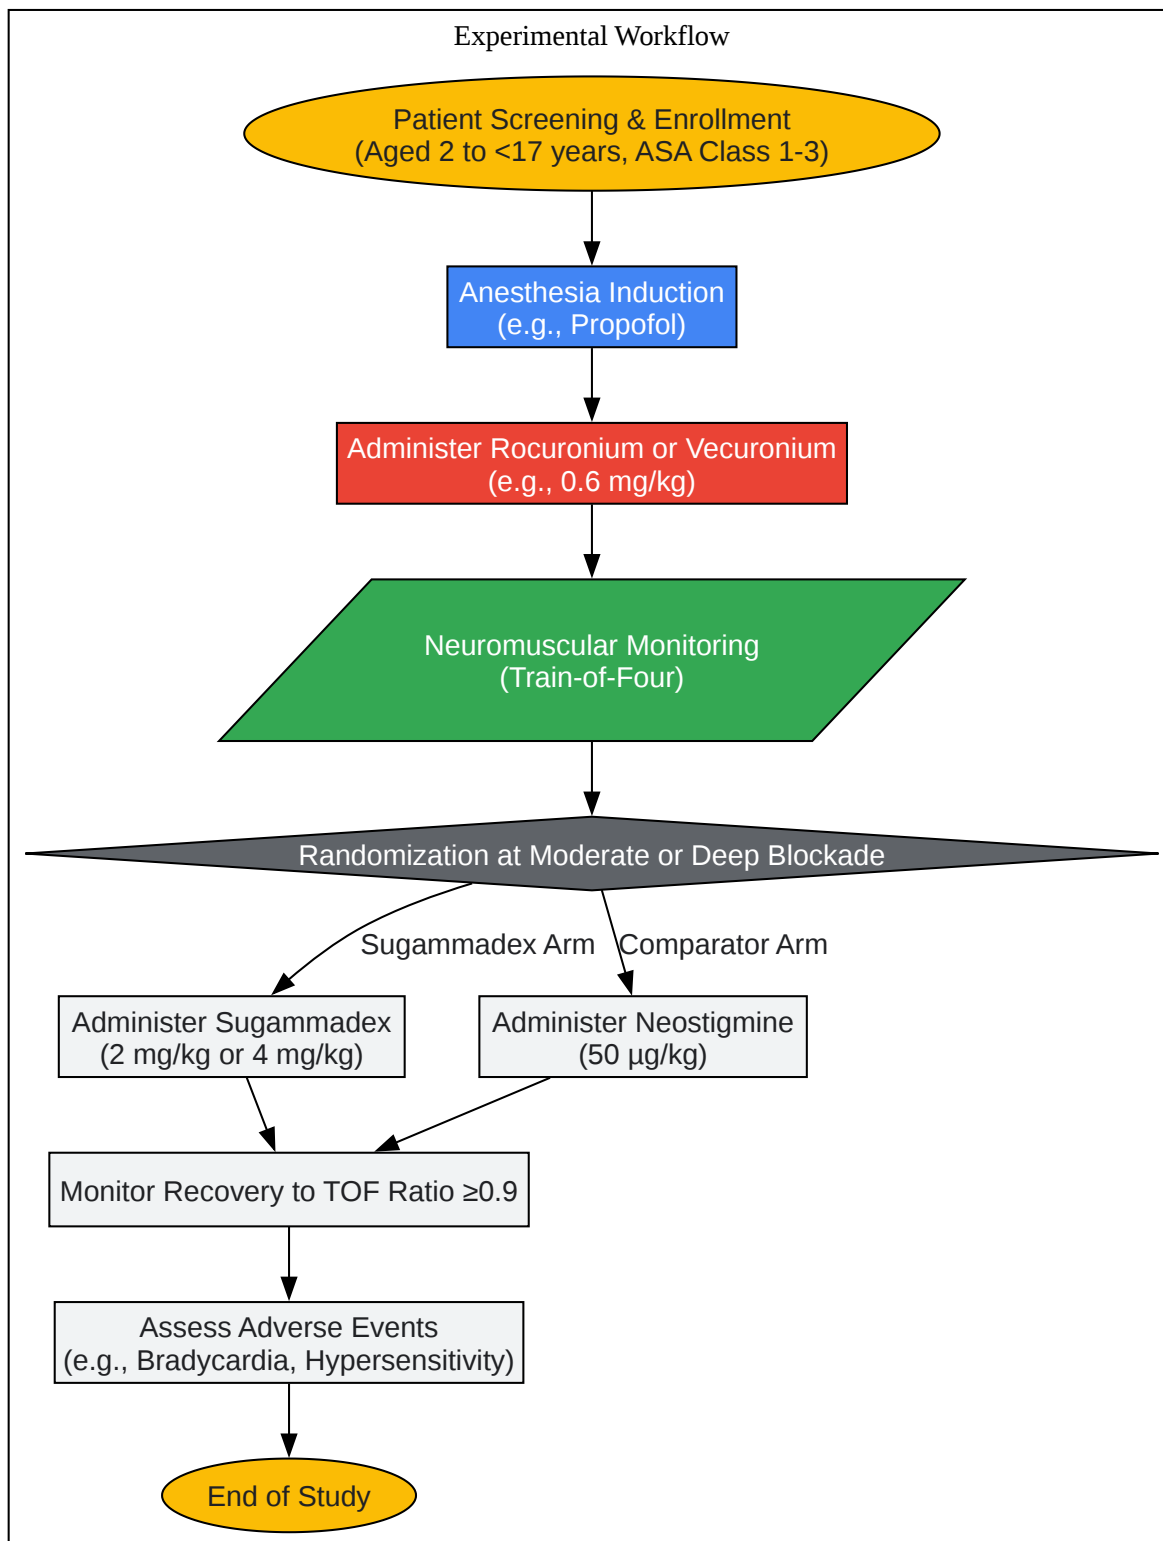 Experimental Workflow
Patient Screening & Enrollment
(Aged 2 to <17 years, ASA Class 1-3)
Anesthesia Induction
(e.g., Propofol)
Administer Rocuronium or Vecuronium
(e.g., 0.6 mg/kg)
Neuromuscular Monitoring
(Train-of-Four)
Randomization at Moderate or Deep Blockade
Sugammadex Arm
Comparator Arm
Administer Sugammadex
(2 mg/kg or 4 mg/kg)
Administer Neostigmine
(50 µg/kg)
Monitor Recovery to TOF Ratio ≥0.9
Assess Adverse Events
(e.g., Bradycardia, Hypersensitivity)
End of Study